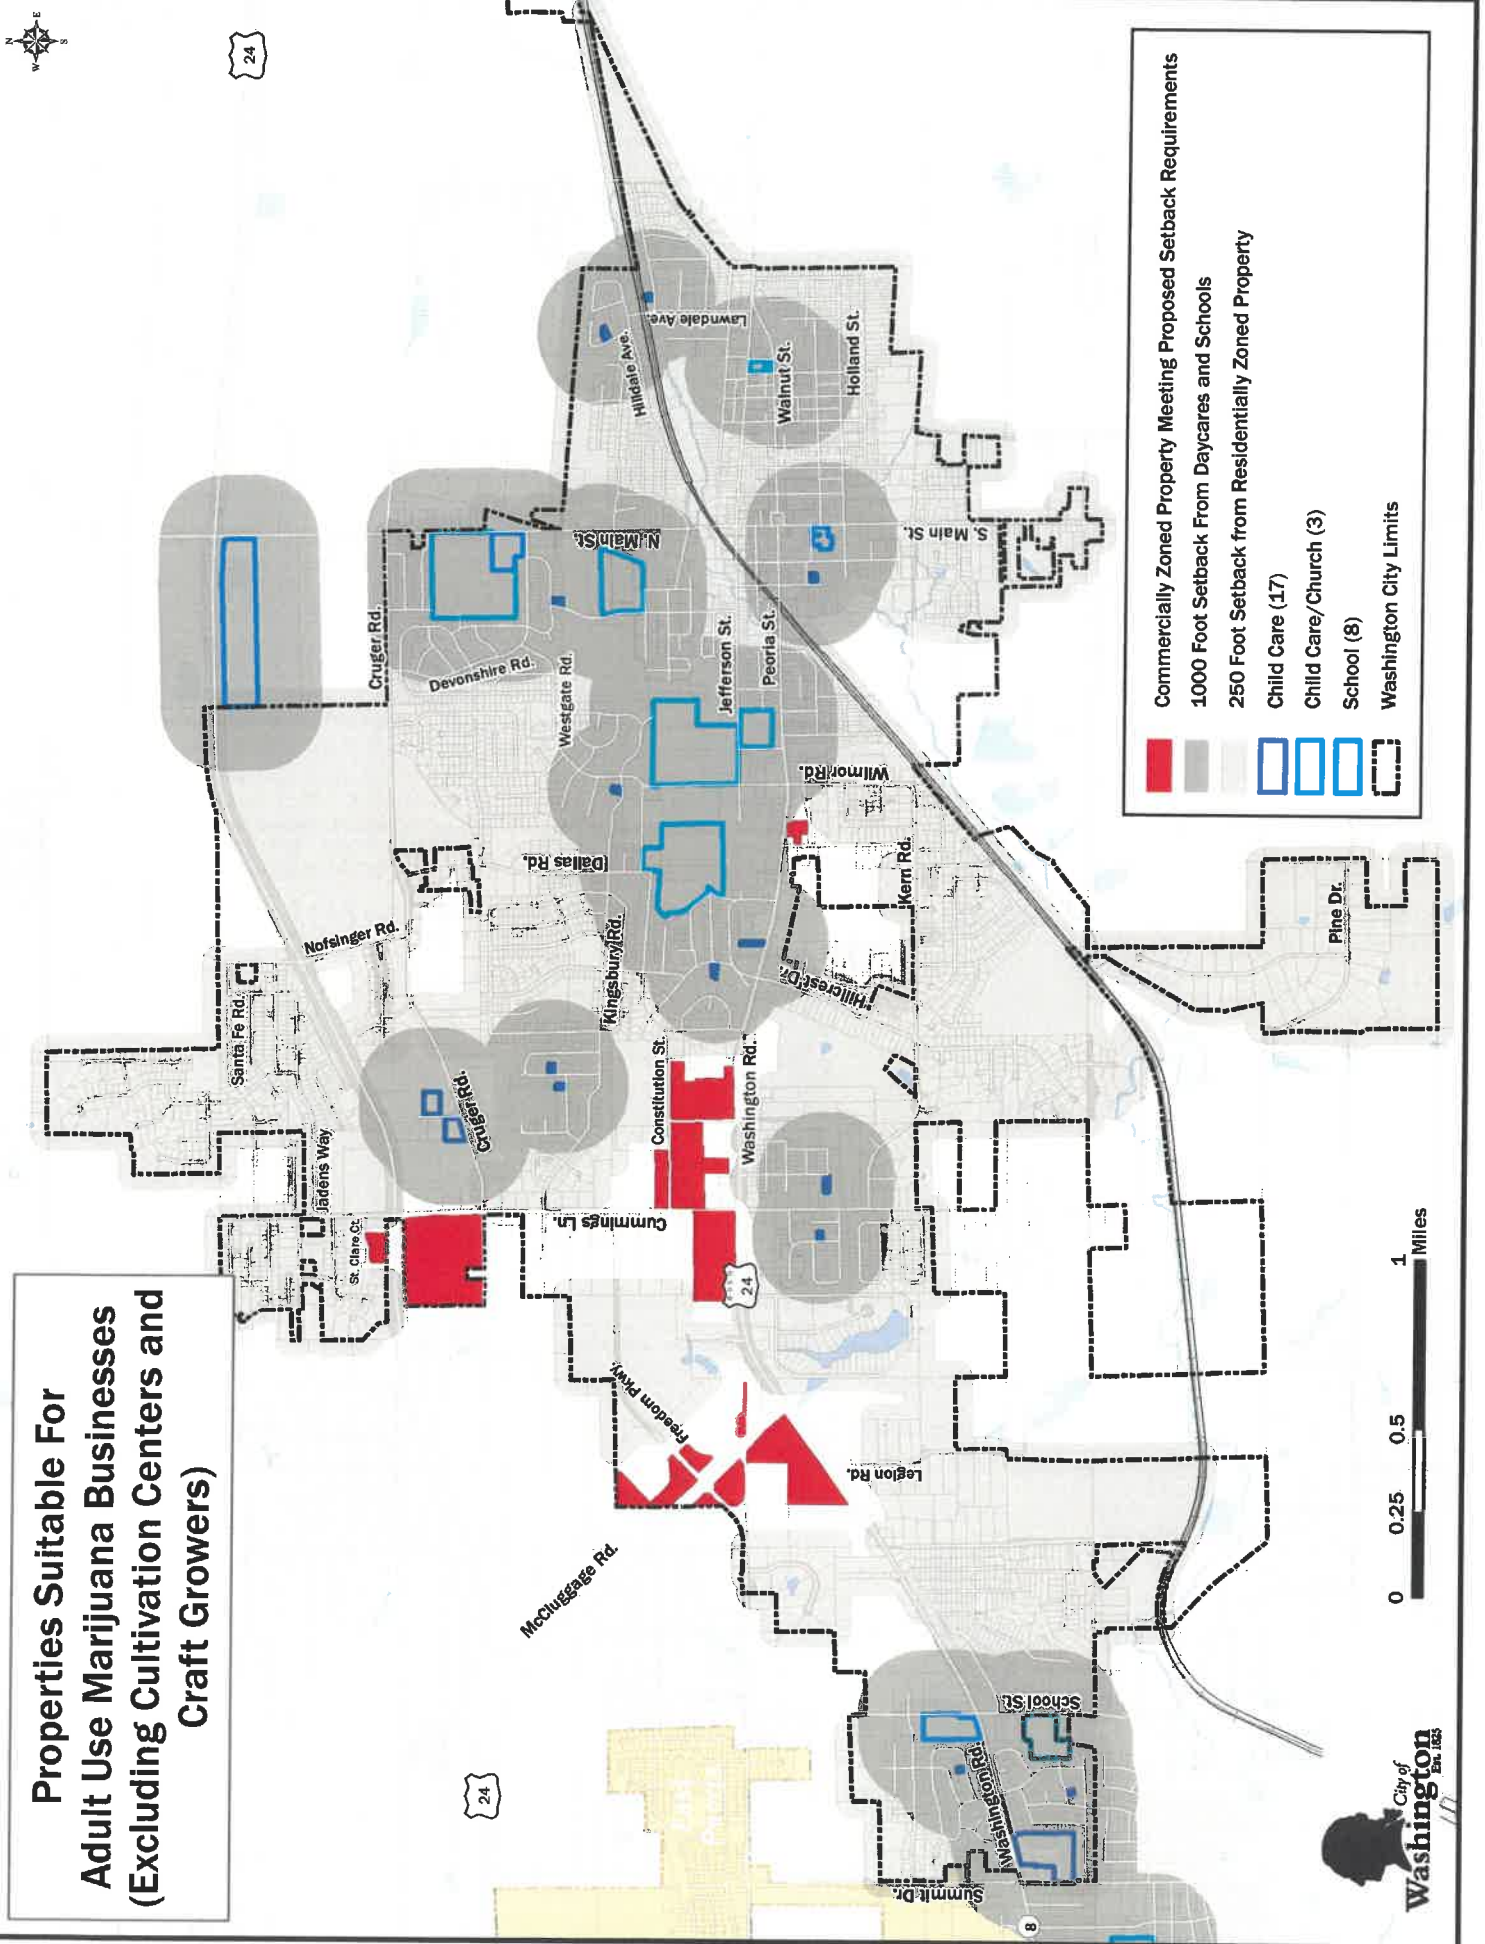 Properties Suitable For
Adult Use Marijuana Businesses
(Excluding Cultivation Centers and
Craft Growers)
N
W
E
S
24
24
24
8
McCluggage Rd.
Freedom Pkwy.
Legion Rd.
School St.
Washington Rd.
Summit Dr.
St. Clare Ct.
Jadens Way
Santa Fe Rd.
Nofsinger Rd.
Cummings Ln.
Cruger Rd.
Constitution St.
Washington Rd.
Kingsbury Rd.
Hillcrest Dr.
Dallas Rd.
Kern Rd.
Wilmor Rd.
Westgate Rd.
Devonshire Rd.
Cruger Rd.
Jefferson St.
Peoria St.
N. Main St.
S. Main St.
Hilldale Ave.
Lawndale Ave.
Walnut St.
Holland St.
Pine Dr.
Commercially Zoned Property Meeting Proposed Setback Requirements
1000 Foot Setback From Daycares and Schools
250 Foot Setback from Residentially Zoned Property
Child Care (17)
Child Care/Church (3)
School (8)
Washington City Limits
0 0.25 0.5 1
Miles
City of
Washington
Est. 1825